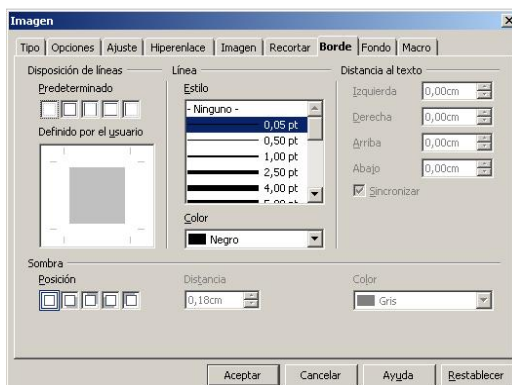 Imagen
Tipo Opciones Ajuste Hiperenlace Imagen Recortar Borde Fondo Macro
Disposición de líneas
Predeterminado
Definido por el usuario
Línea
Estilo
- Ninguno -
0,05 pt
0,50 pt
1,00 pt
2,50 pt
4,00 pt
Color
Negro
Distancia al texto
Izquierda 0,00cm
Derecha 0,00cm
Arriba 0,00cm
Abajo 0,00cm
Sincronizar
Sombra
Posición
Distancia
0,18cm
Color
Gris
Aceptar Cancelar Ayuda Restablecer